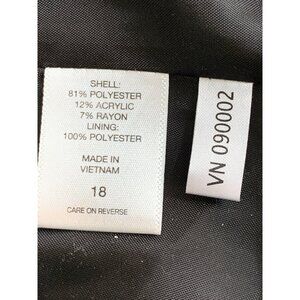 SHELL:
81% POLYESTER
12% ACRYLIC
7% RAYON
LINING:
100% POLYESTER
MADE IN
VIETNAM
18
CARE ON REVERSE
VN 090002